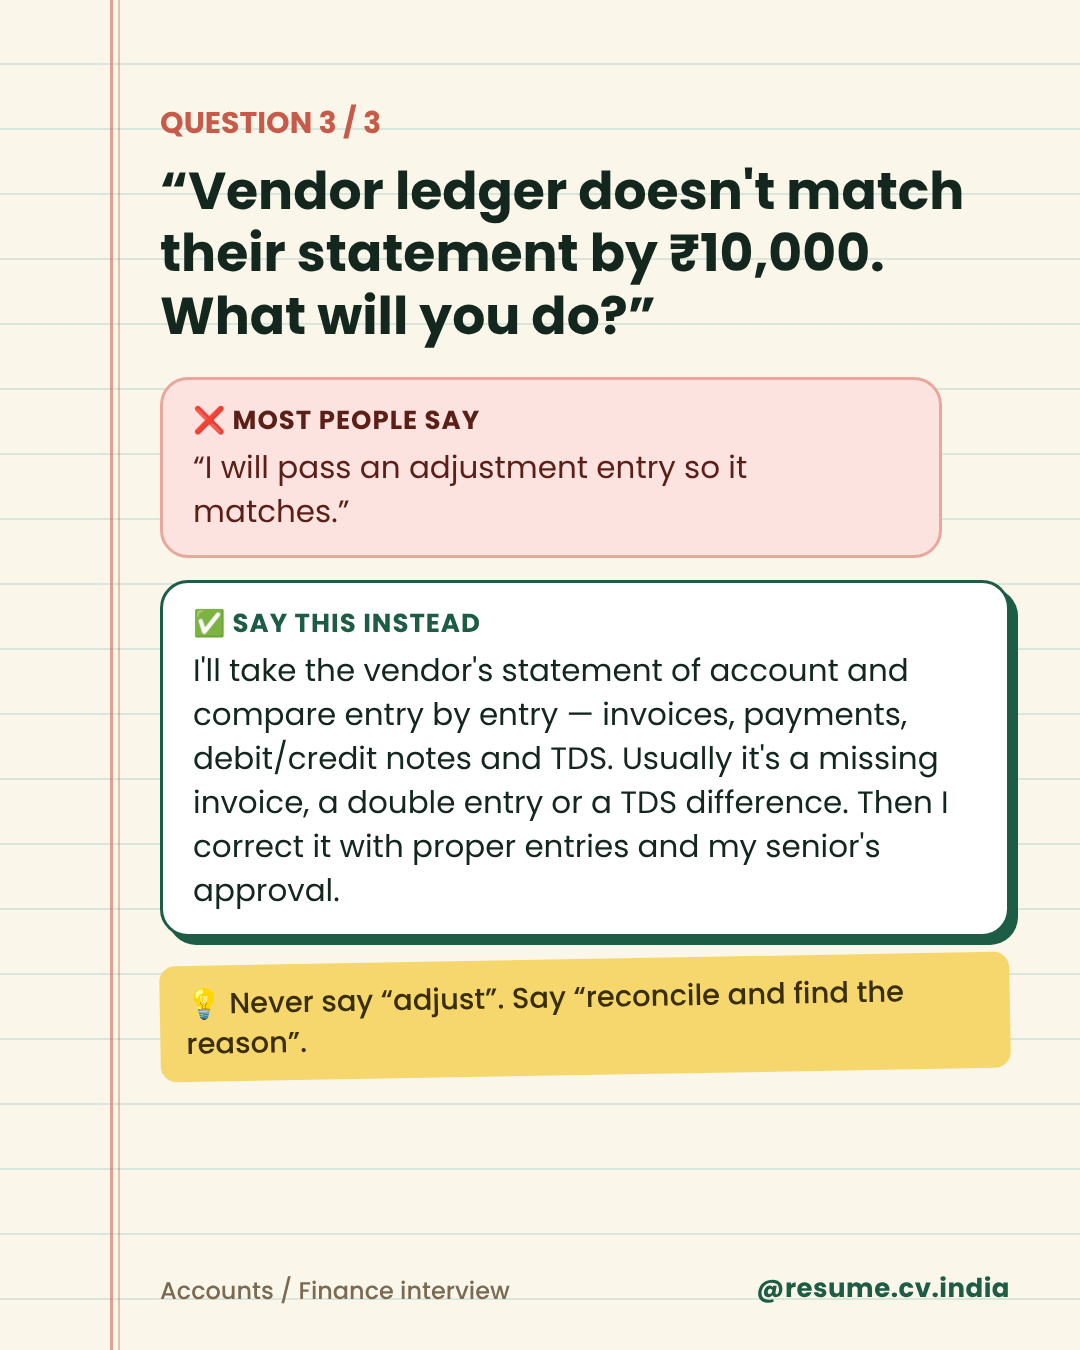 QUESTION 3 / 3
“Vendor ledger doesn't match
their statement by ₹10,000.
What will you do?”
❌ MOST PEOPLE SAY
“I will pass an adjustment entry so it
matches.”
✅ SAY THIS INSTEAD
I'll take the vendor's statement of account and
compare entry by entry — invoices, payments,
debit/credit notes and TDS. Usually it's a missing
invoice, a double entry or a TDS difference. Then I
correct it with proper entries and my senior's
approval.
💡 Never say “adjust”. Say “reconcile and find the
reason”.
Accounts / Finance interview
@resume.cv.india